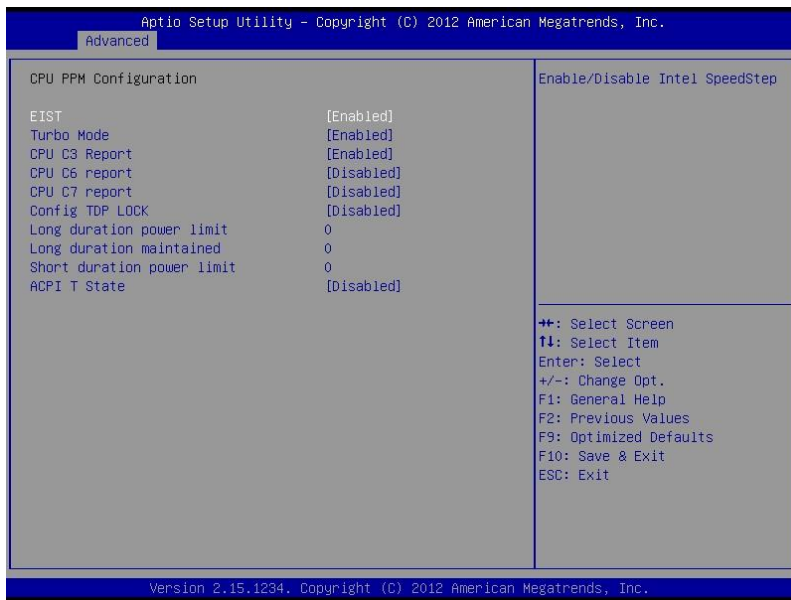 Aptio Setup Utility – Copyright (C) 2012 American Megatrends, Inc.
Advanced
CPU PPM Configuration
EIST [Enabled]
Turbo Mode [Enabled]
CPU C3 Report [Enabled]
CPU C6 report [Disabled]
CPU C7 report [Disabled]
Config TDP LOCK [Disabled]
Long duration power limit 0
Long duration maintained 0
Short duration power limit 0
ACPI T State [Disabled]
Enable/Disable Intel SpeedStep
→←: Select Screen
↑↓: Select Item
Enter: Select
+/-: Change Opt.
F1: General Help
F2: Previous Values
F9: Optimized Defaults
F10: Save & Exit
ESC: Exit
Version 2.15.1234. Copyright (C) 2012 American Megatrends, Inc.